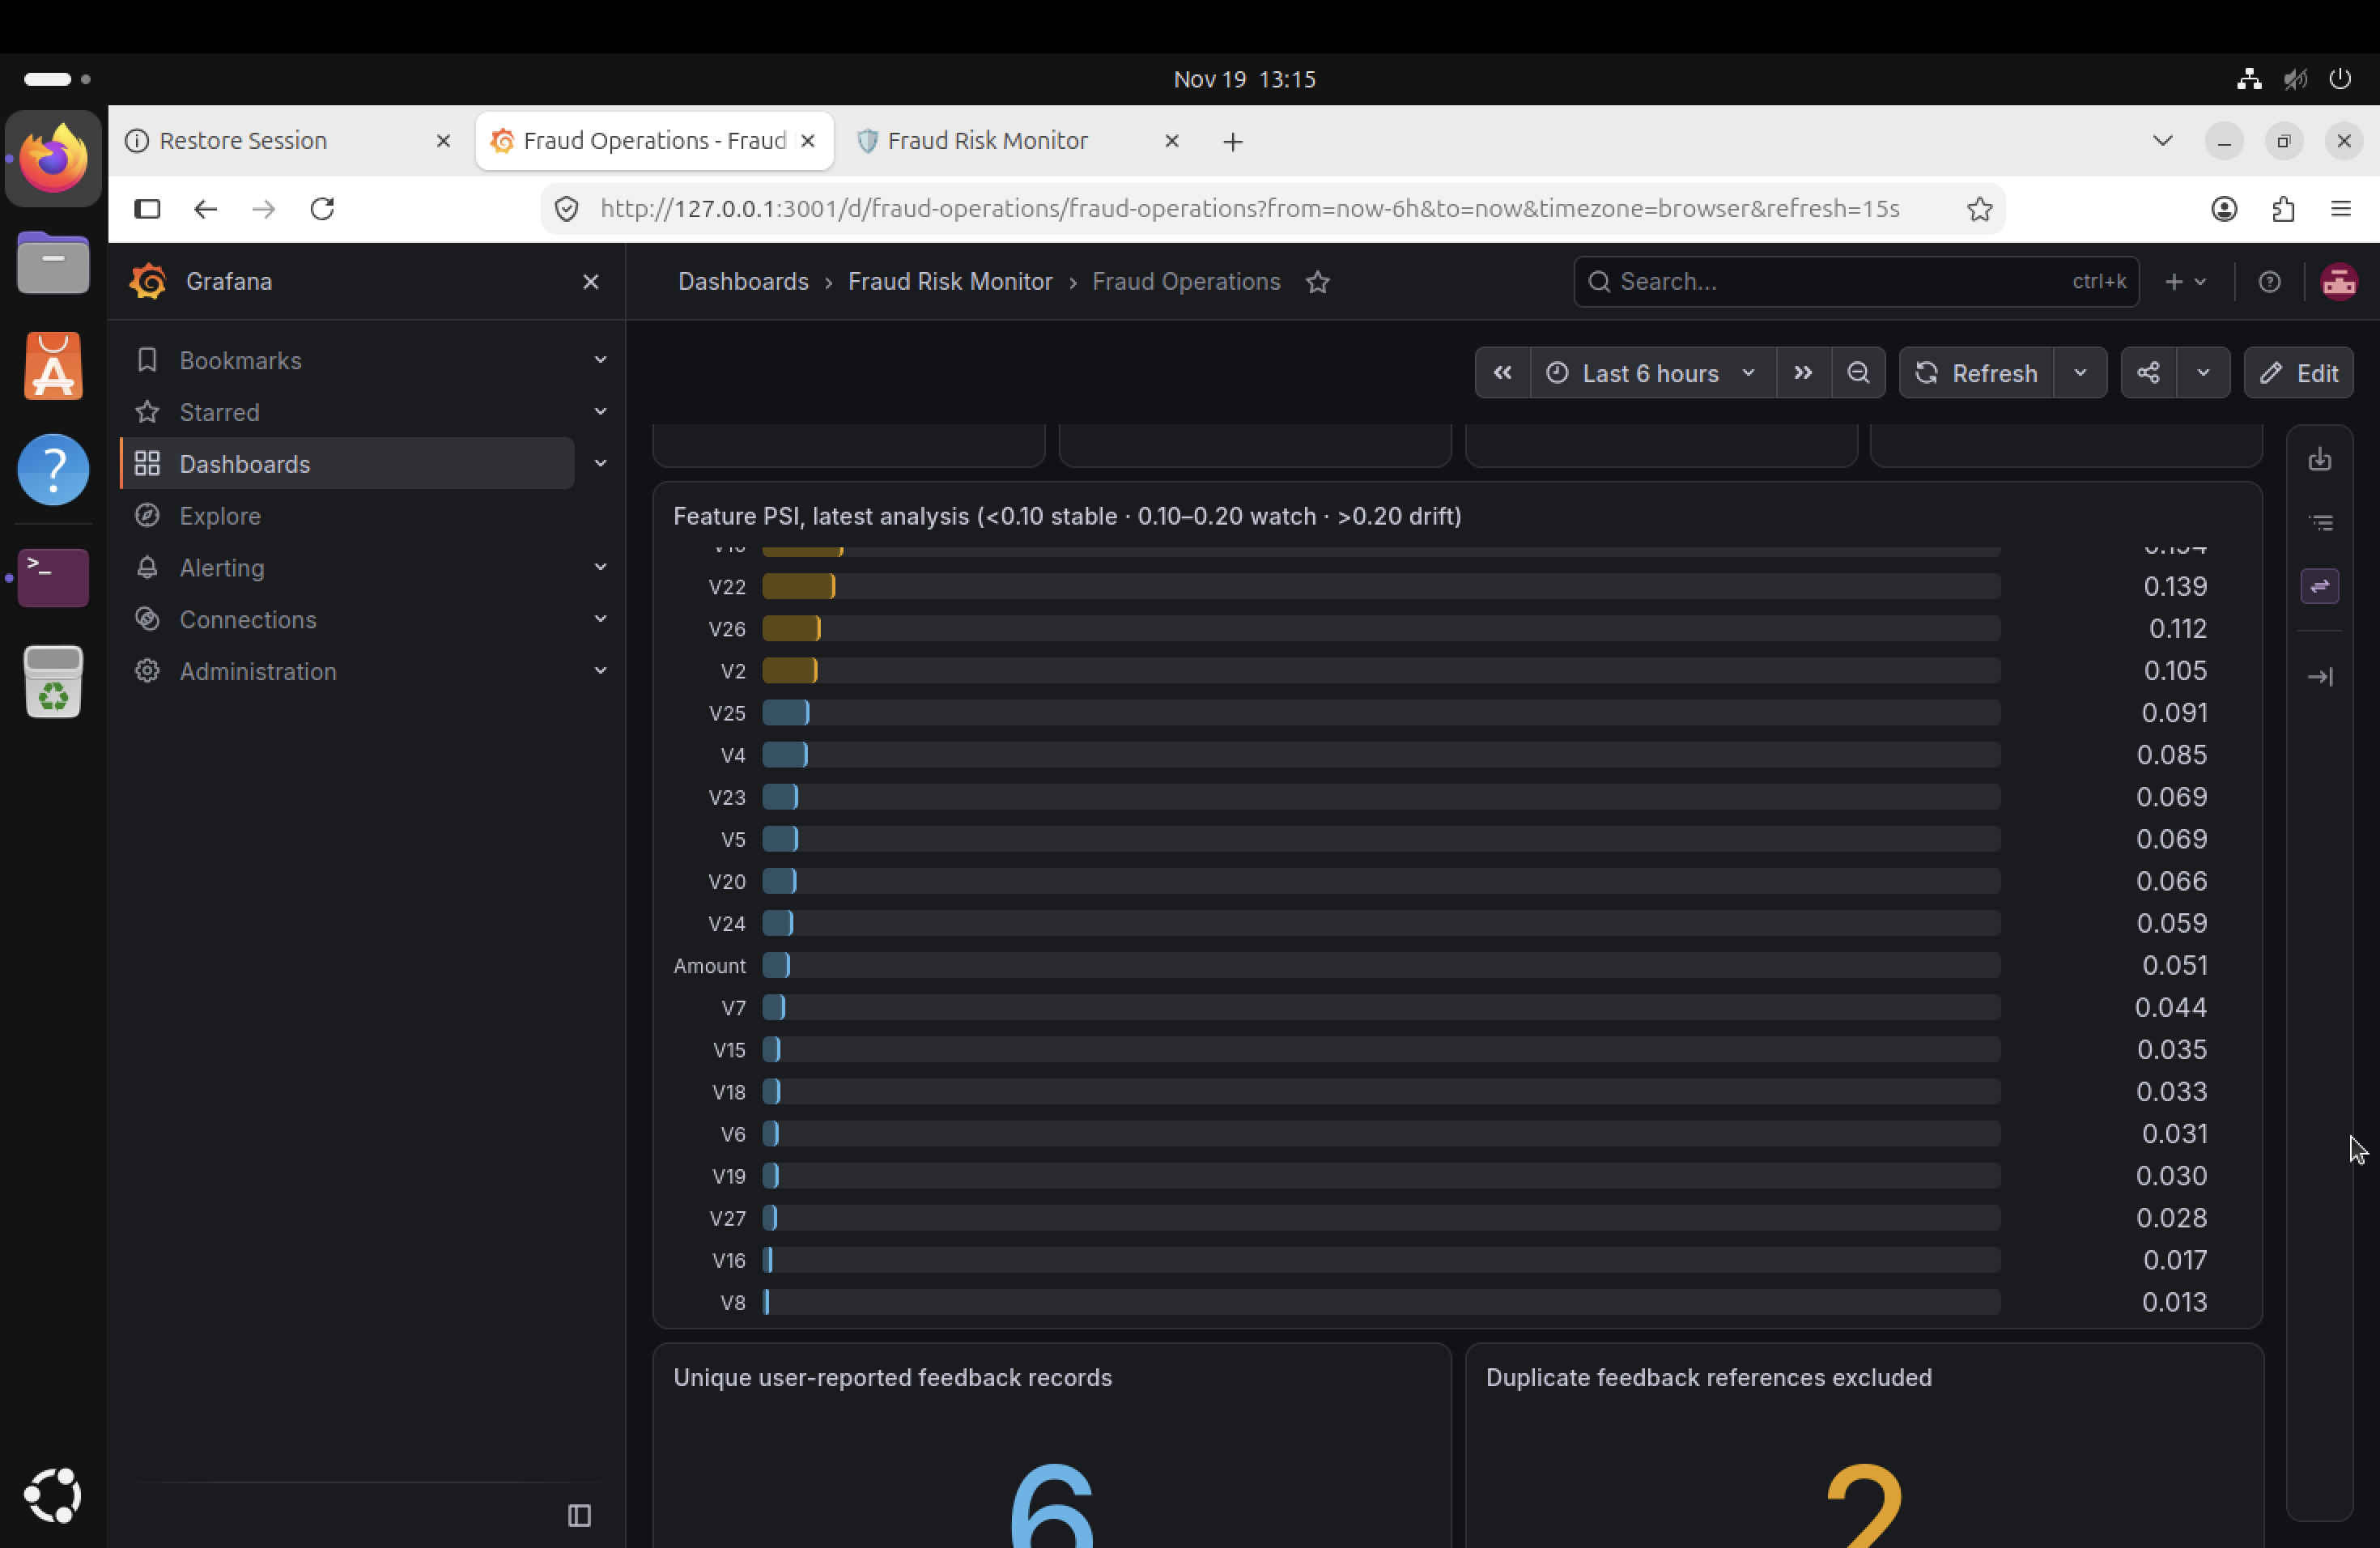 Nov 19 13:15
Restore Session
Fraud Operations - Fraud
Fraud Risk Monitor
http://127.0.0.1:3001/d/fraud-operations/fraud-operations?from=now-6h&to=now&timezone=browser&refresh=15s
Grafana
Dashboards › Fraud Risk Monitor › Fraud Operations
Search...
ctrl+k
Bookmarks
Starred
Dashboards
Explore
Alerting
Connections
Administration
Last 6 hours
Refresh
Edit
Feature PSI, latest analysis (<0.10 stable · 0.10–0.20 watch · >0.20 drift)
V22 0.139
V26 0.112
V2 0.105
V25 0.091
V4 0.085
V23 0.069
V5 0.069
V20 0.066
V24 0.059
Amount 0.051
V7 0.044
V15 0.035
V18 0.033
V6 0.031
V19 0.030
V27 0.028
V16 0.017
V8 0.013
Unique user-reported feedback records
6
Duplicate feedback references excluded
2